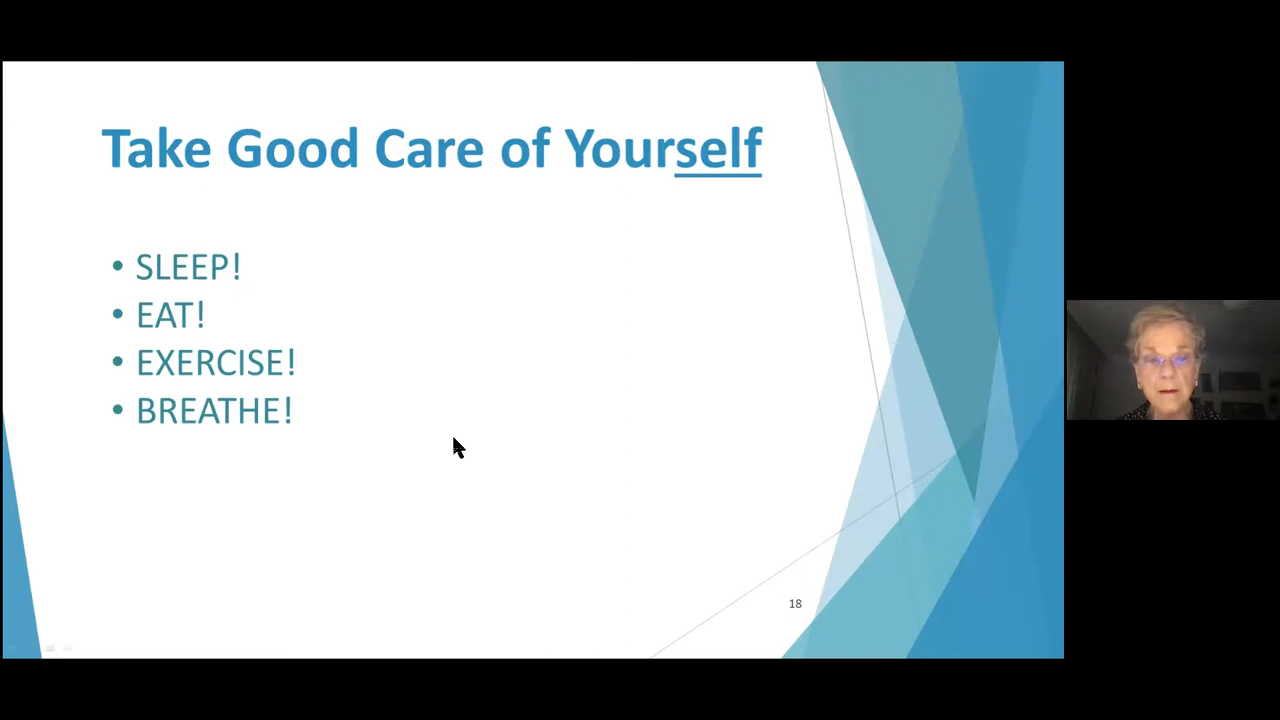 Take Good Care of Yourself
• SLEEP!
• EAT!
• EXERCISE!
• BREATHE!
18